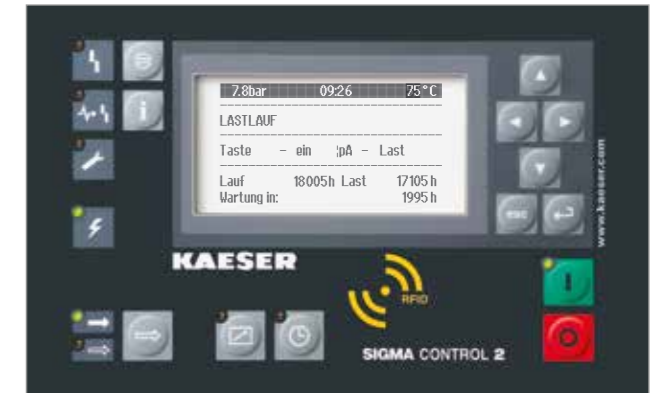 7.8bar 09:26 75°C
LASTLAUF
Taste – ein ¦pA – Last
Lauf 18005h Last 17105h
Wartung in: 1995h
esc
www.kaeser.com
KAESER
RFID
SIGMA CONTROL 2